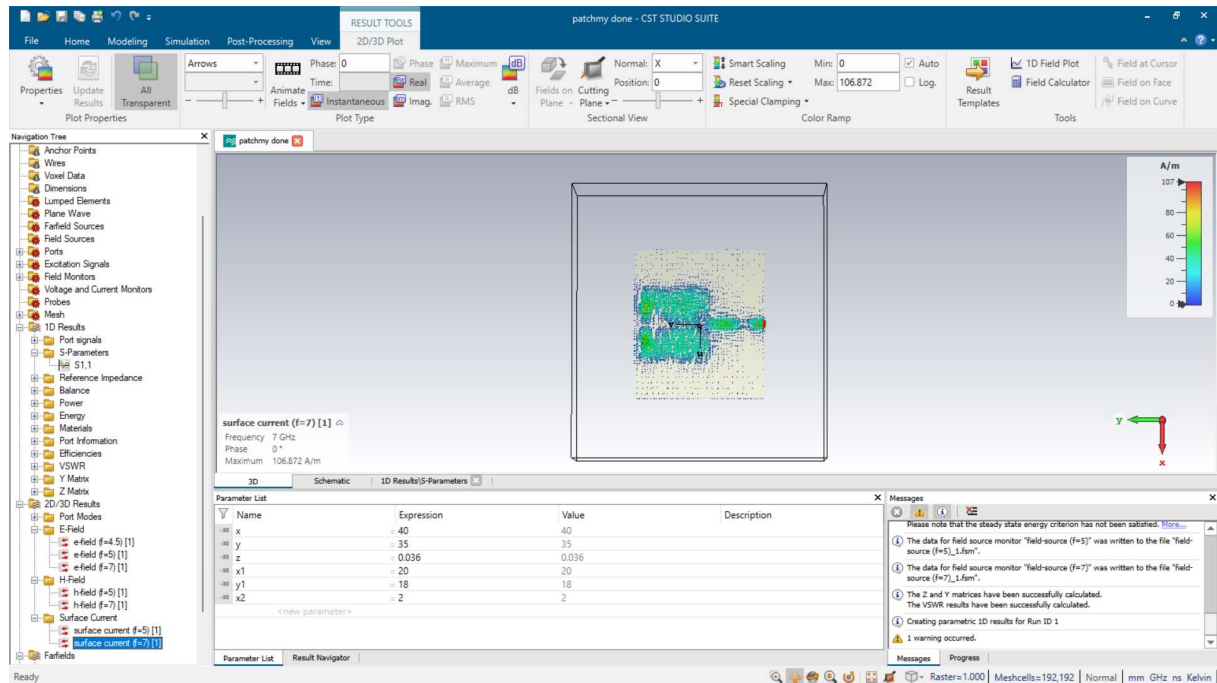 patchmy done - CST STUDIO SUITE
RESULT TOOLS
File Home Modeling Simulation Post-Processing View 2D/3D Plot
Properties
Update Results
All Transparent
Plot Properties
Arrows
Animate Fields
Phase: 0
Time:
Instantaneous
Phase Maximum
Real Average
Imag. RMS
dB
dB
Plot Type
Fields on Plane
Cutting Plane
Normal: X
Position: 0
Sectional View
Smart Scaling
Reset Scaling
Special Clamping
Min: 0
Max: 106.872
Auto
Log.
Color Ramp
Result Templates
1D Field Plot
Field Calculator
Field at Cursor
Field on Face
Field on Curve
Tools
Navigation Tree
Anchor Points
Wires
Voxel Data
Dimensions
Lumped Elements
Plane Wave
Farfield Sources
Field Sources
Ports
Excitation Signals
Field Monitors
Voltage and Current Monitors
Probes
Mesh
1D Results
Port signals
S-Parameters
S1,1
Reference Impedance
Balance
Power
Energy
Materials
Port Information
Efficiencies
VSWR
Y Matrix
Z Matrix
2D/3D Results
Port Modes
E-Field
e-field (f=4.5) [1]
e-field (f=5) [1]
e-field (f=7) [1]
H-Field
h-field (f=5) [1]
h-field (f=7) [1]
Surface Current
surface current (f=5) [1]
surface current (f=7) [1]
Farfields
patchmy done
A/m
107
80
60
40
20
0
y
x
surface current (f=7) [1]
Frequency 7 GHz
Phase 0°
Maximum 106.872 A/m
3D Schematic 1D Results\S-Parameters
Parameter List
Name Expression Value Description
x = 40 40
y = 35 35
z = 0.036 0.036
x1 = 20 20
y1 = 18 18
x2 = 2 2
<new parameter>
Parameter List Result Navigator
Messages
Please note that the steady state energy criterion has not been satisfied. More...
The data for field source monitor "field-source (f=5)" was written to the file "field-
source (f=5)_1.fsm".
The data for field source monitor "field-source (f=7)" was written to the file "field-
source (f=7)_1.fsm".
The Z and Y matrices have been successfully calculated.
The VSWR results have been successfully calculated.
Creating parametric 1D results for Run ID 1
1 warning occurred.
Messages Progress
Ready
Raster=1.000 Meshcells=192,192 Normal mm GHz ns Kelvin